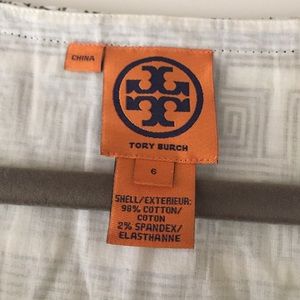 CHINA
TORY BURCH
6
SHELL/EXTERIEUR:
98% COTTON/
COTON
2% SPANDEX/
ELASTHANNE